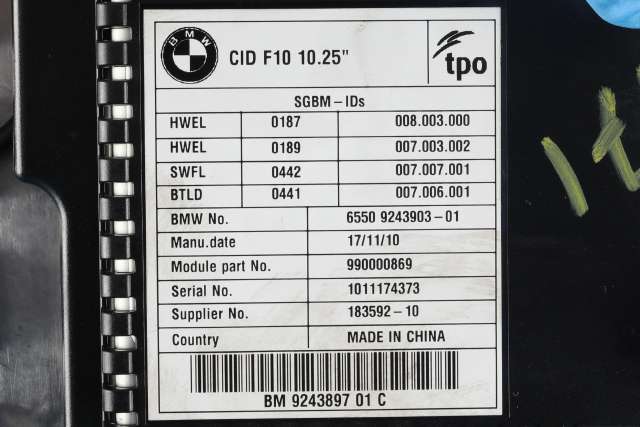 BMW
CID F10 10.25"
tpo
SGBM-IDs
HWEL 0187 008.003.000
HWEL 0189 007.003.002
SWFL 0442 007.007.001
BTLD 0441 007.006.001
BMW No. 6550 9243903-01
Manu.date 17/11/10
Module part No. 990000869
Serial No. 1011174373
Supplier No. 183592-10
Country MADE IN CHINA
BM 9243897 01 C